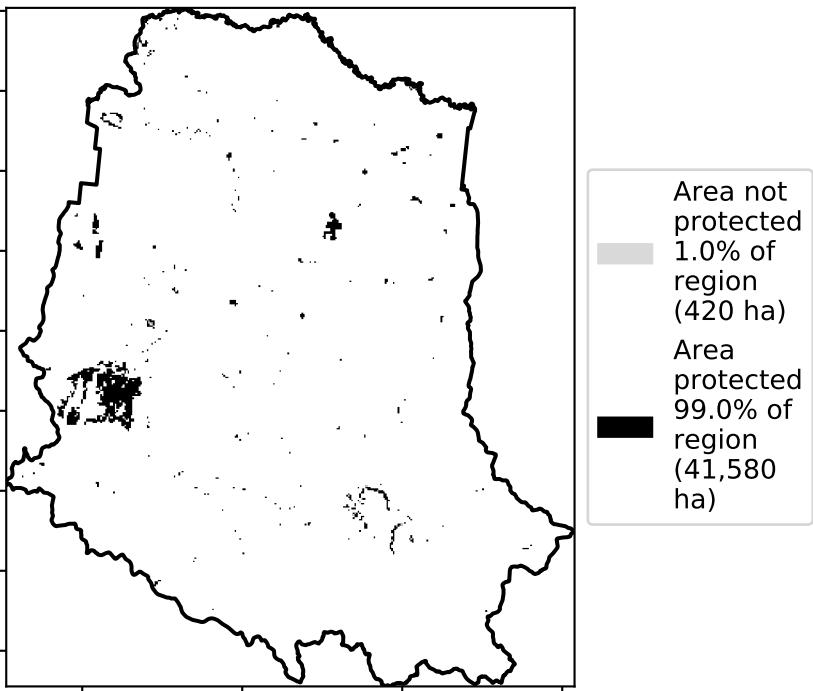 Area not
protected
1.0% of
region
(420 ha)
Area
protected
99.0% of
region
(41,580
ha)